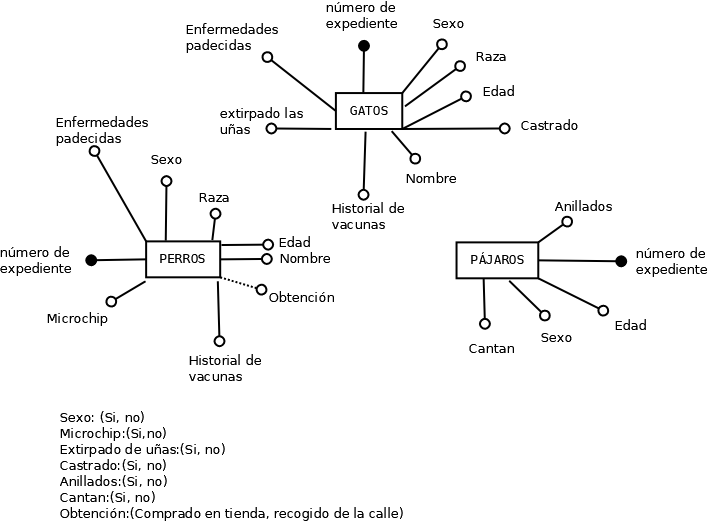 número de
expediente
Sexo
Enfermedades
padecidas
Raza
Edad
GATOS
extirpado las
uñas
Castrado
Nombre
Historial de
vacunas
Enfermedades
padecidas
Sexo
Raza
Edad
número de
expediente
PERROS
Nombre
Obtención
Microchip
Historial de
vacunas
Anillados
PÁJAROS
número de
expediente
Edad
Sexo
Cantan
Sexo: (Si, no)
Microchip:(Si,no)
Extirpado de uñas:(Si, no)
Castrado:(Si, no)
Anillados:(Si, no)
Cantan:(Si, no)
Obtención:(Comprado en tienda, recogido de la calle)